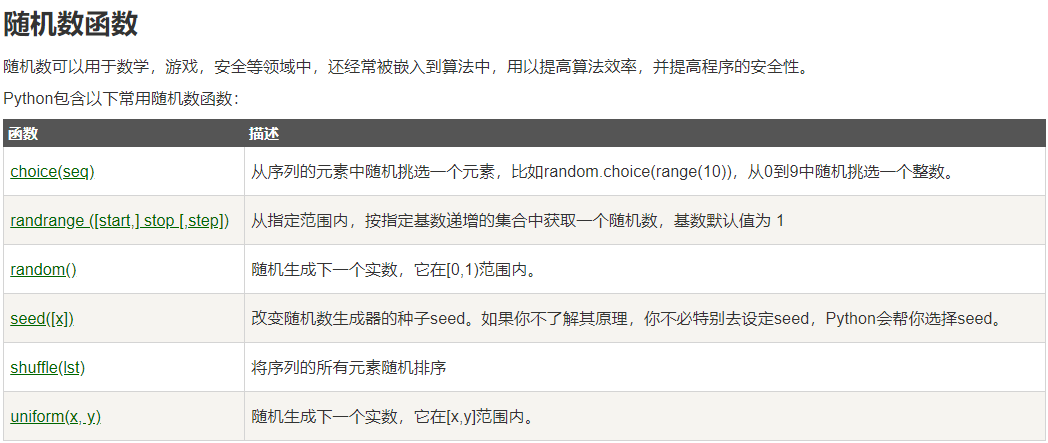 随机数函数
随机数可以用于数学，游戏，安全等领域中，还经常被嵌入到算法中，用以提高算法效率，并提高程序的安全性。
Python包含以下常用随机数函数：
函数 描述
choice(seq) 从序列的元素中随机挑选一个元素，比如random.choice(range(10))，从0到9中随机挑选一个整数。
randrange ([start,] stop [,step]) 从指定范围内，按指定基数递增的集合中获取一个随机数，基数默认值为 1
random() 随机生成下一个实数，它在[0,1)范围内。
seed([x]) 改变随机数生成器的种子seed。如果你不了解其原理，你不必特别去设定seed，Python会帮你选择seed。
shuffle(lst) 将序列的所有元素随机排序
uniform(x, y) 随机生成下一个实数，它在[x,y]范围内。